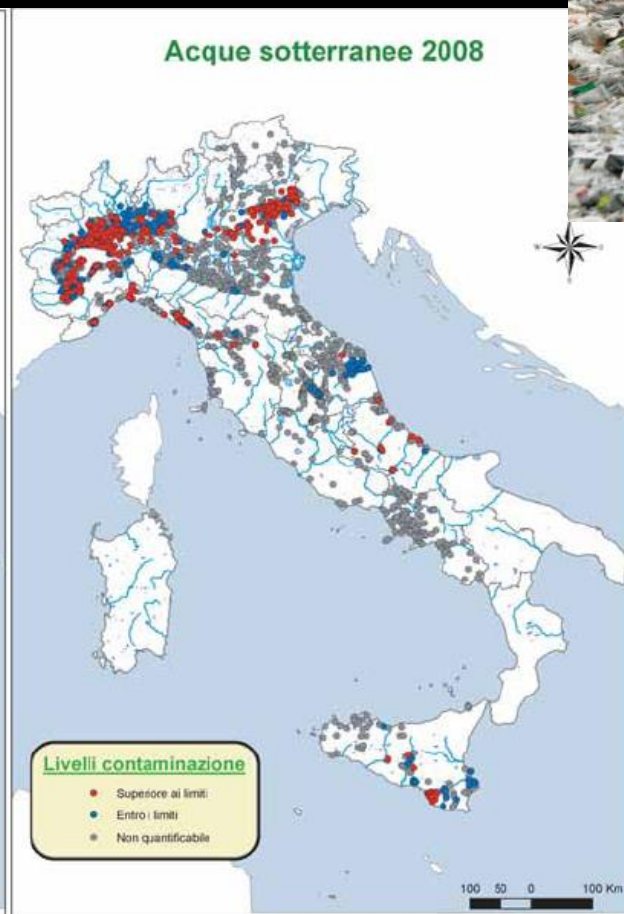 Acque sotterranee 2008
Livelli contaminazione
Superiore ai limiti
Entro i limiti
Non quantificabile
100 50 0 100 Km